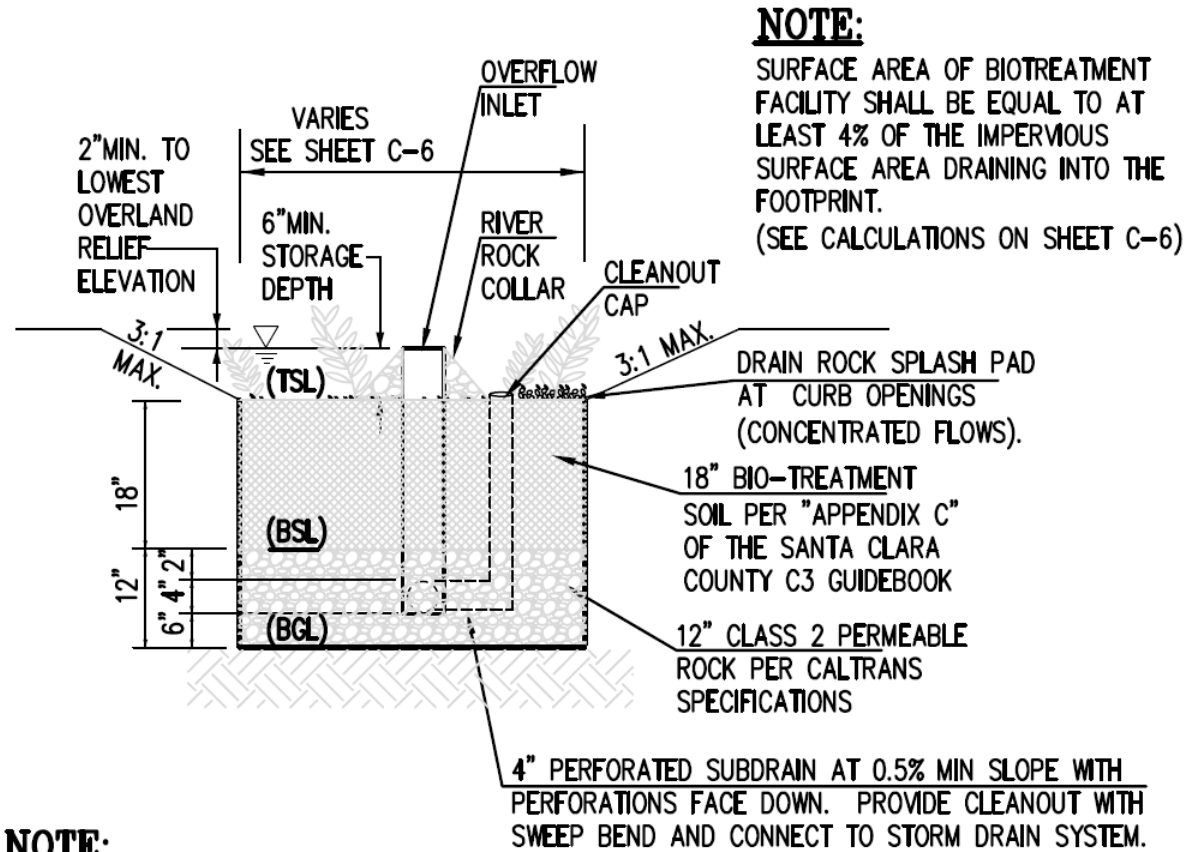 NOTE:
SURFACE AREA OF BIOTREATMENT
FACILITY SHALL BE EQUAL TO AT
LEAST 4% OF THE IMPERVIOUS
SURFACE AREA DRAINING INTO THE
FOOTPRINT.
(SEE CALCULATIONS ON SHEET C-6)
OVERFLOW
INLET
VARIES
SEE SHEET C-6
2"MIN. TO
LOWEST
OVERLAND
RELIEF
ELEVATION
6"MIN.
STORAGE
DEPTH
RIVER
ROCK
COLLAR
CLEANOUT
CAP
3:1
MAX.
3:1 MAX.
(TSL)
DRAIN ROCK SPLASH PAD
AT CURB OPENINGS
(CONCENTRATED FLOWS).
18"
18" BIO-TREATMENT
SOIL PER "APPENDIX C"
OF THE SANTA CLARA
COUNTY C3 GUIDEBOOK
(BSL)
12"
2"
4"
6"
(BGL)
12" CLASS 2 PERMEABLE
ROCK PER CALTRANS
SPECIFICATIONS
4" PERFORATED SUBDRAIN AT 0.5% MIN SLOPE WITH
PERFORATIONS FACE DOWN. PROVIDE CLEANOUT WITH
SWEEP BEND AND CONNECT TO STORM DRAIN SYSTEM.
NOTE: